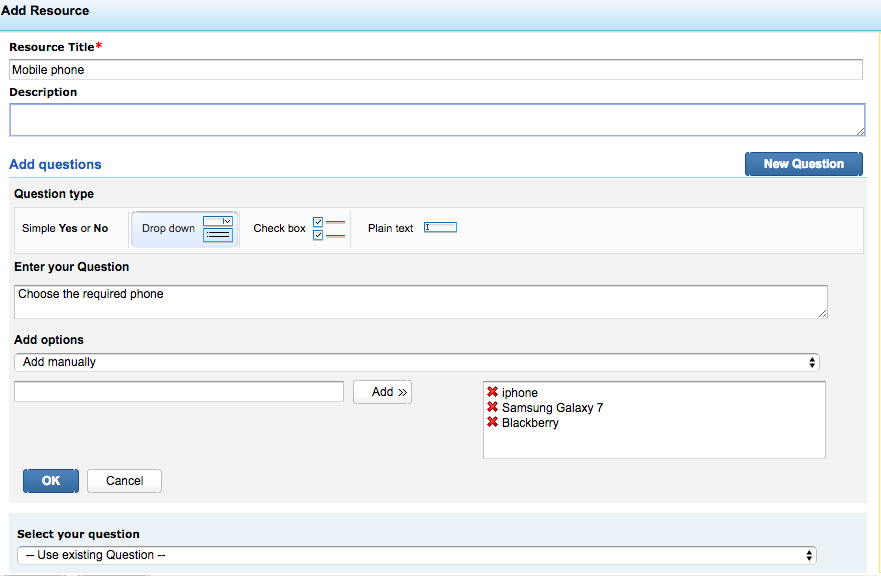 Add Resource
Resource Title*
Mobile phone
Description
Add questions New Question
Question type
Simple Yes or No Drop down Check box Plain text
Enter your Question
Choose the required phone
Add options
Add manually
Add »
iphone
Samsung Galaxy 7
Blackberry
OK Cancel
Select your question
-- Use existing Question --